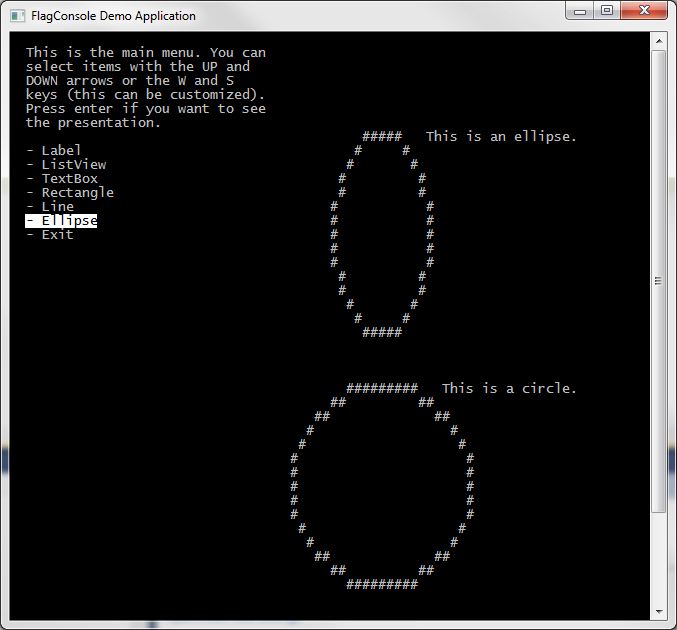 FlagConsole Demo Application
This is the main menu. You can
select items with the UP and
DOWN arrows or the W and S
keys (this can be customized).
Press enter if you want to see
the presentation.
- Label
- ListView
- TextBox
- Rectangle
- Line
- Ellipse
- Exit
##### This is an ellipse.
# #
# #
# #
# #
# #
# #
# #
# #
# #
# #
# #
# #
# #
#####
######### This is a circle.
## ##
## ##
# #
# #
# #
# #
# #
# #
# #
# #
# #
## ##
## ##
#########